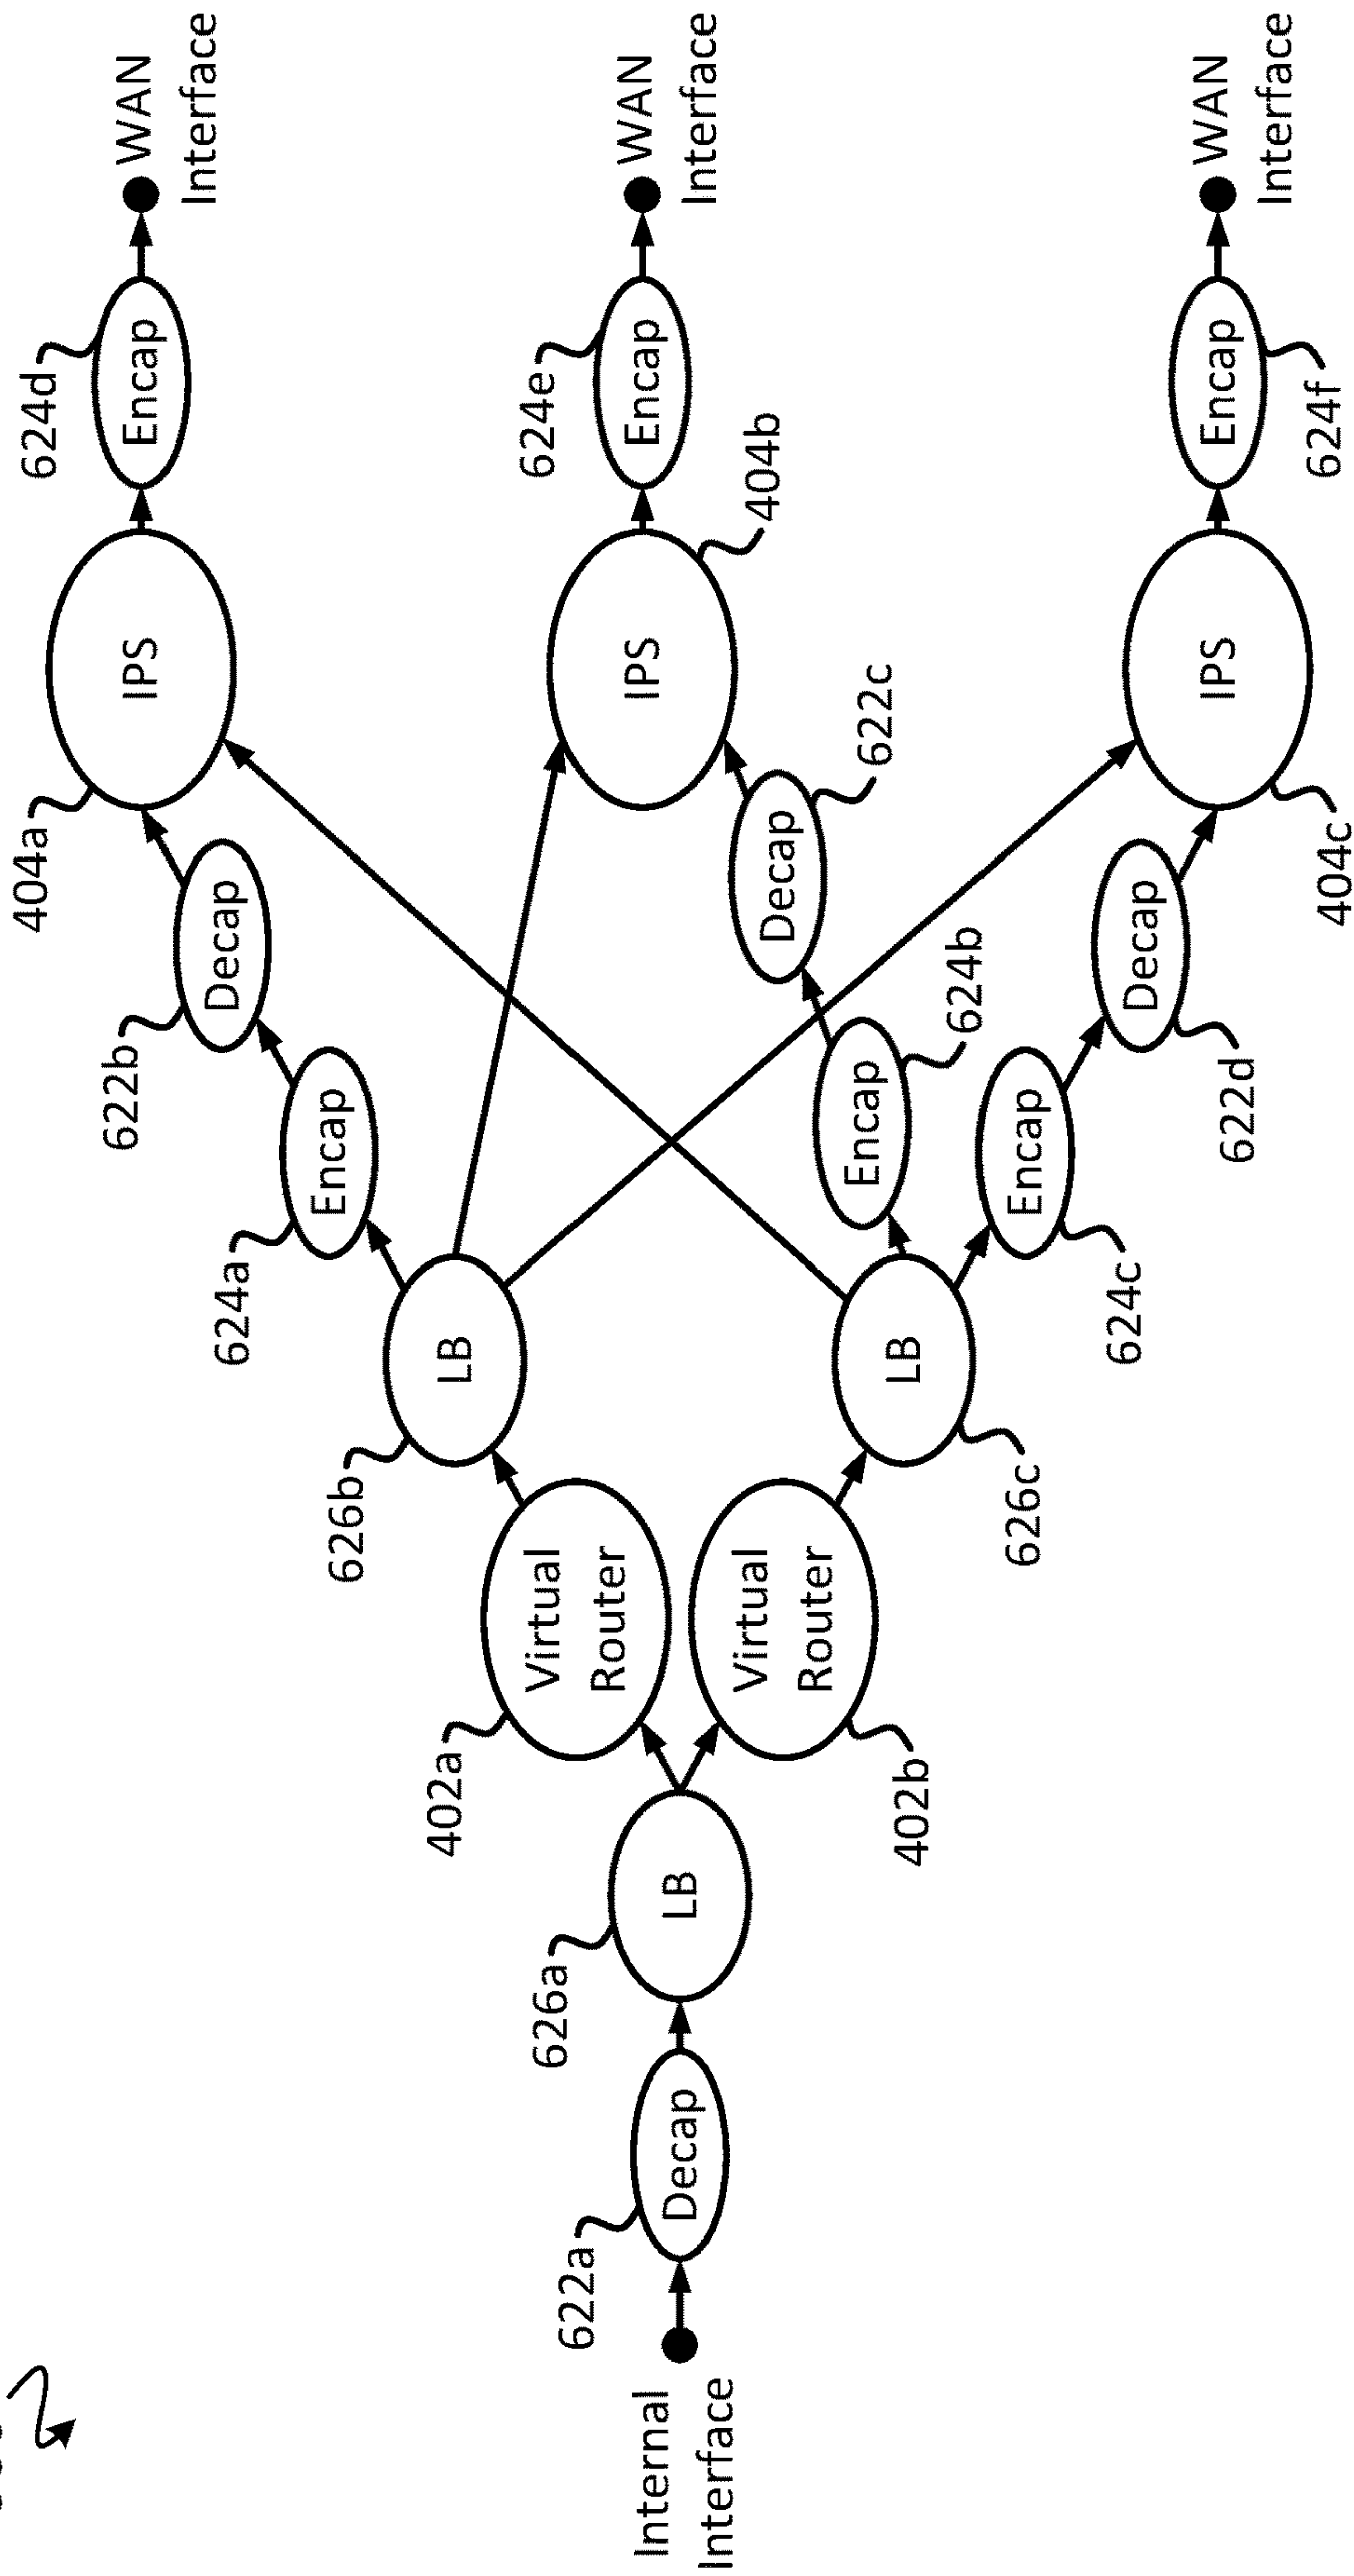 Internal
Interface
622a
Decap
626a
LB
402a
Virtual
Router
402b
Virtual
Router
626b
LB
626c
LB
624a
Encap
622b
Decap
404a
IPS
624d
Encap
WAN
Interface
624b
Encap
622c
Decap
404b
IPS
624e
Encap
WAN
Interface
624c
Encap
622d
Decap
404c
IPS
624f
Encap
WAN
Interface